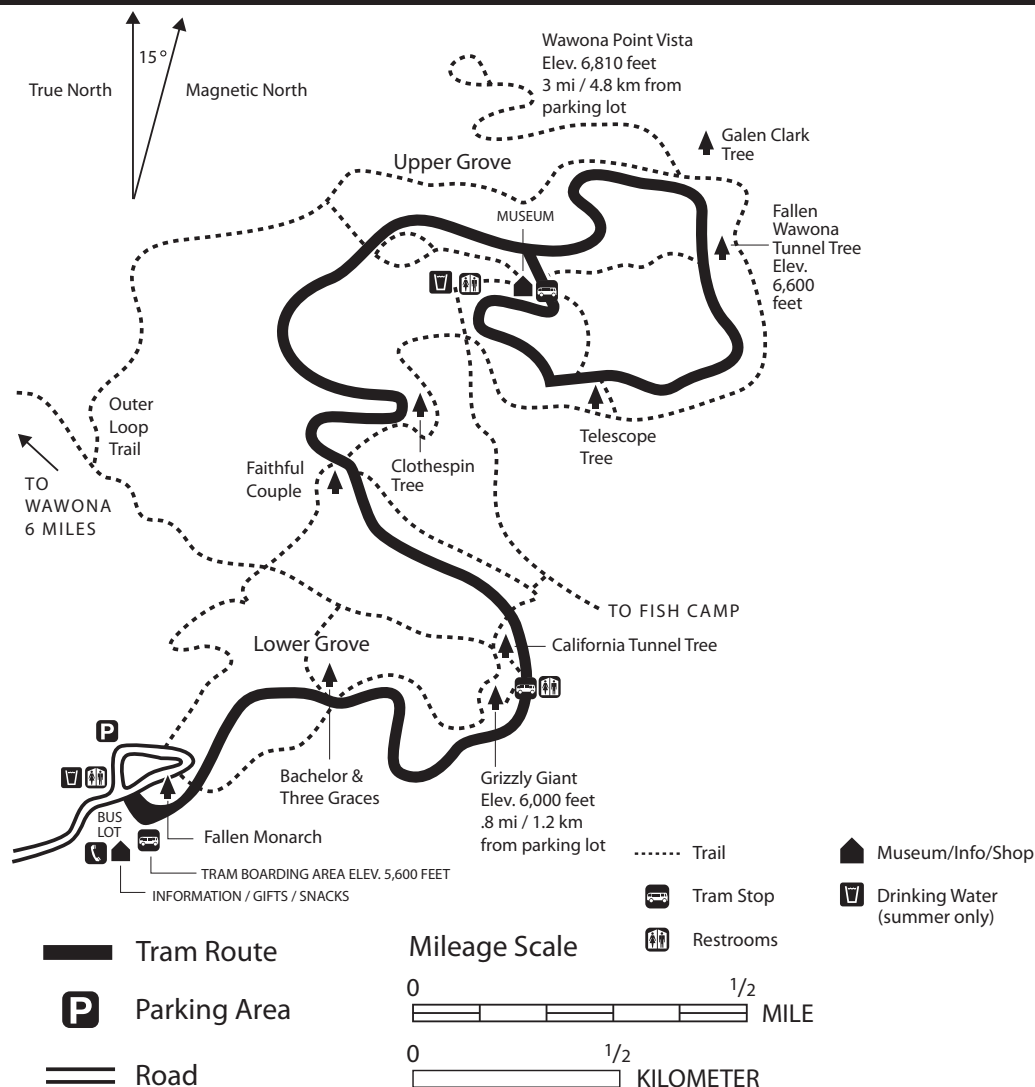 15°
True North
Magnetic North
Wawona Point Vista
Elev. 6,810 feet
3 mi / 4.8 km from
parking lot
Galen Clark
Tree
Upper Grove
MUSEUM
Fallen
Wawona
Tunnel Tree
Elev.
6,600
feet
Outer
Loop
Trail
TO
WAWONA
6 MILES
Faithful
Couple
Clothespin
Tree
Telescope
Tree
TO FISH CAMP
Lower Grove
California Tunnel Tree
P
Bachelor &
Three Graces
Grizzly Giant
Elev. 6,000 feet
.8 mi / 1.2 km
from parking lot
BUS
LOT
Fallen Monarch
TRAM BOARDING AREA ELEV. 5,600 FEET
INFORMATION / GIFTS / SNACKS
Trail
Museum/Info/Shop
Tram Stop
Drinking Water
(summer only)
Restrooms
Tram Route
P Parking Area
Road
Mileage Scale
0 1/2
MILE
0 1/2
KILOMETER